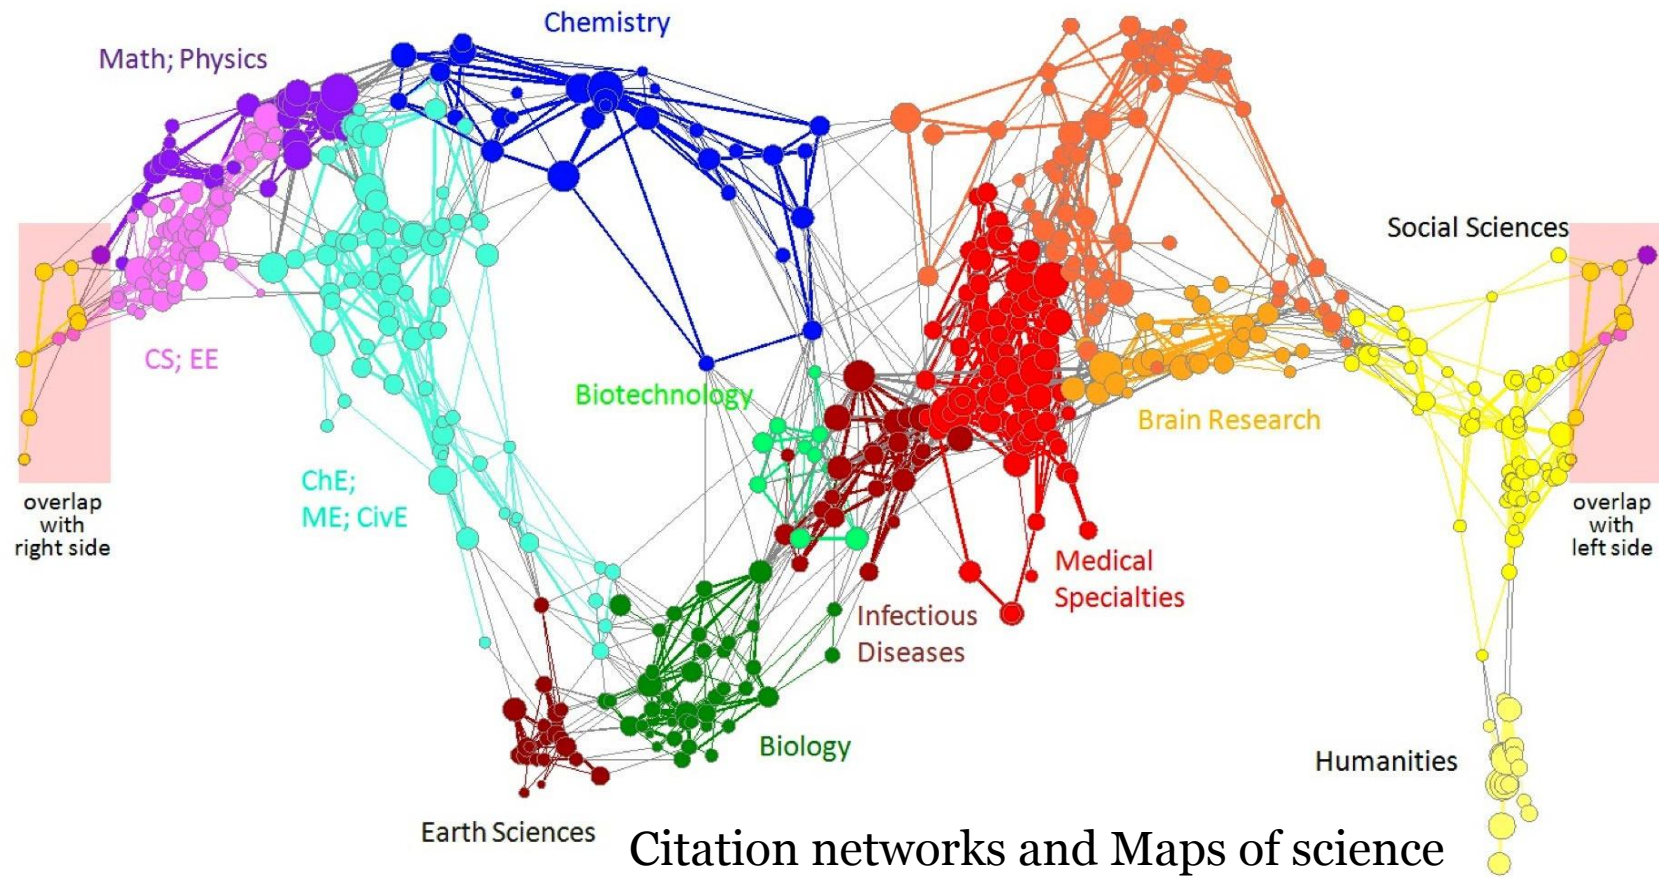 Chemistry
Math; Physics
Social Sciences
CS; EE
Biotechnology
Brain Research
ChE;
ME; CivE
overlap
with
right side
overlap
with
left side
Medical
Specialties
Infectious
Diseases
Biology
Humanities
Earth Sciences
Citation networks and Maps of science